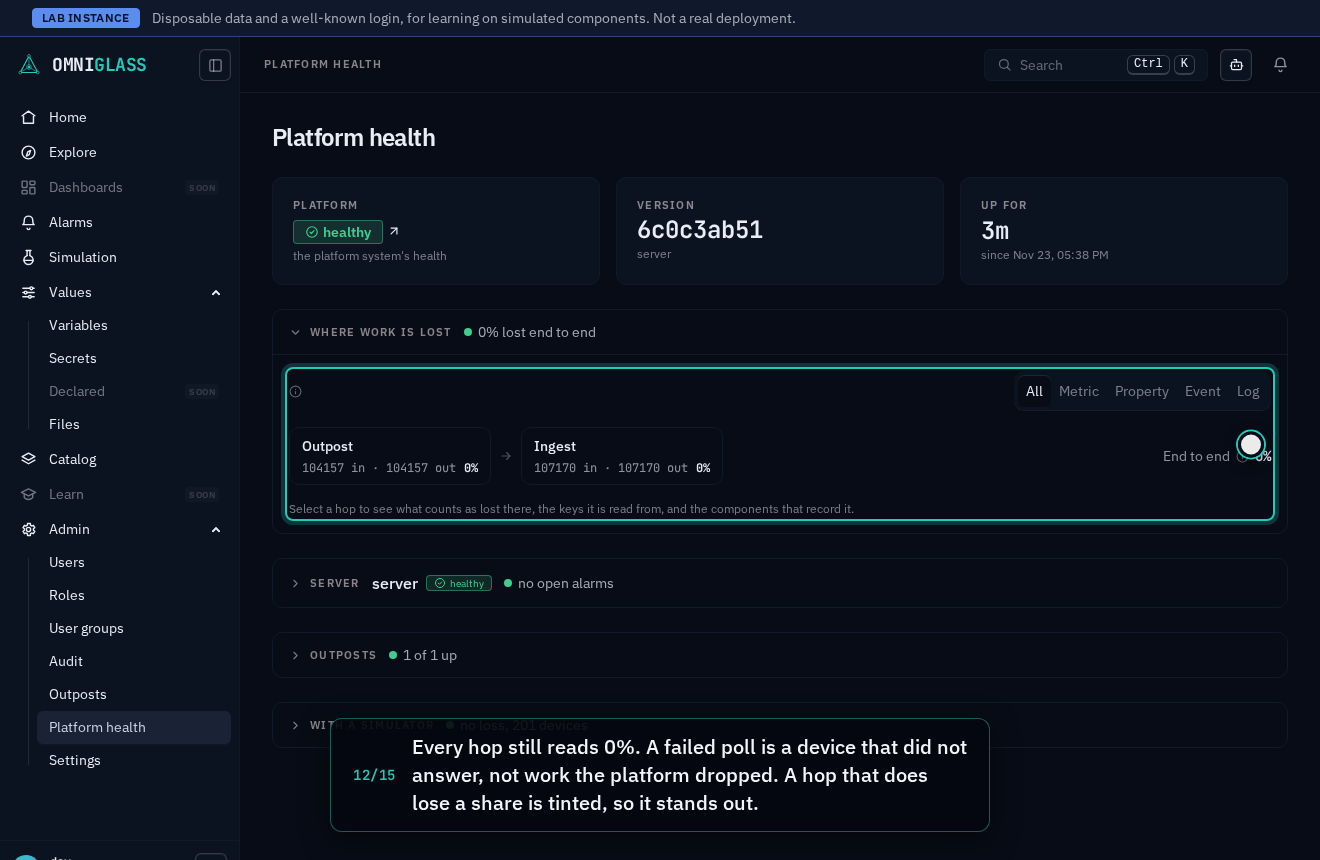 LAB INSTANCE Disposable data and a well-known login, for learning on simulated components. Not a real deployment.
OMNIGLASS
PLATFORM HEALTH
Search Ctrl K
Home
Explore
Dashboards SOON
Alarms
Simulation
Values
Variables
Secrets
Declared SOON
Files
Catalog
Learn SOON
Admin
Users
Roles
User groups
Audit
Outposts
Platform health
Settings
Platform health
PLATFORM
healthy
the platform system's health
VERSION
6c0c3ab51
server
UP FOR
3m
since Nov 23, 05:38 PM
WHERE WORK IS LOST 0% lost end to end
All Metric Property Event Log
Outpost
104157 in · 104157 out 0%
Ingest
107170 in · 107170 out 0%
End to end
Select a hop to see what counts as lost there, the keys it is read from, and the components that record it.
SERVER server healthy no open alarms
OUTPOSTS 1 of 1 up
WITH A SIMULATOR no loss, 201 devices
12/15
Every hop still reads 0%. A failed poll is a device that did not
answer, not work the platform dropped. A hop that does
lose a share is tinted, so it stands out.